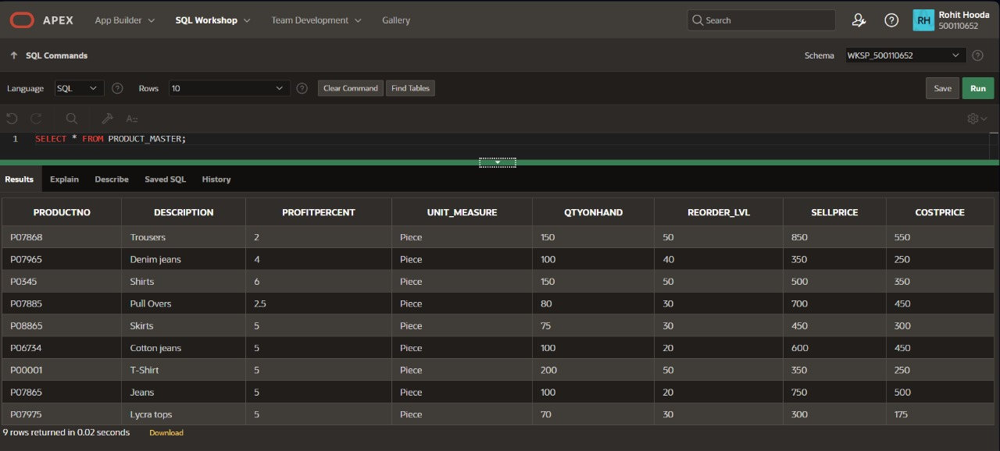 APEX App Builder SQL Workshop Team Development Gallery Search RH Rohit Hooda
500110652
SQL Commands Schema WKSP_500110652
Language SQL Rows 10 Clear Command Find Tables Save Run
A
1 SELECT * FROM PRODUCT_MASTER;
Results Explain Describe Saved SQL History
PRODUCTNO DESCRIPTION PROFITPERCENT UNIT_MEASURE QTYONHAND REORDER_LVL SELLPRICE COSTPRICE
P07868 Trousers 2 Piece 150 50 850 550
P07965 Denim jeans 4 Piece 100 40 350 250
P0345 Shirts 6 Piece 150 50 500 350
P07885 Pull Overs 2.5 Piece 80 30 700 450
P08865 Skirts 5 Piece 75 30 450 300
P06734 Cotton jeans 5 Piece 100 20 600 450
P00001 T-Shirt 5 Piece 200 50 350 250
P07865 Jeans 5 Piece 100 20 750 500
P07975 Lycra tops 5 Piece 70 30 300 175
9 rows returned in 0.02 seconds Download